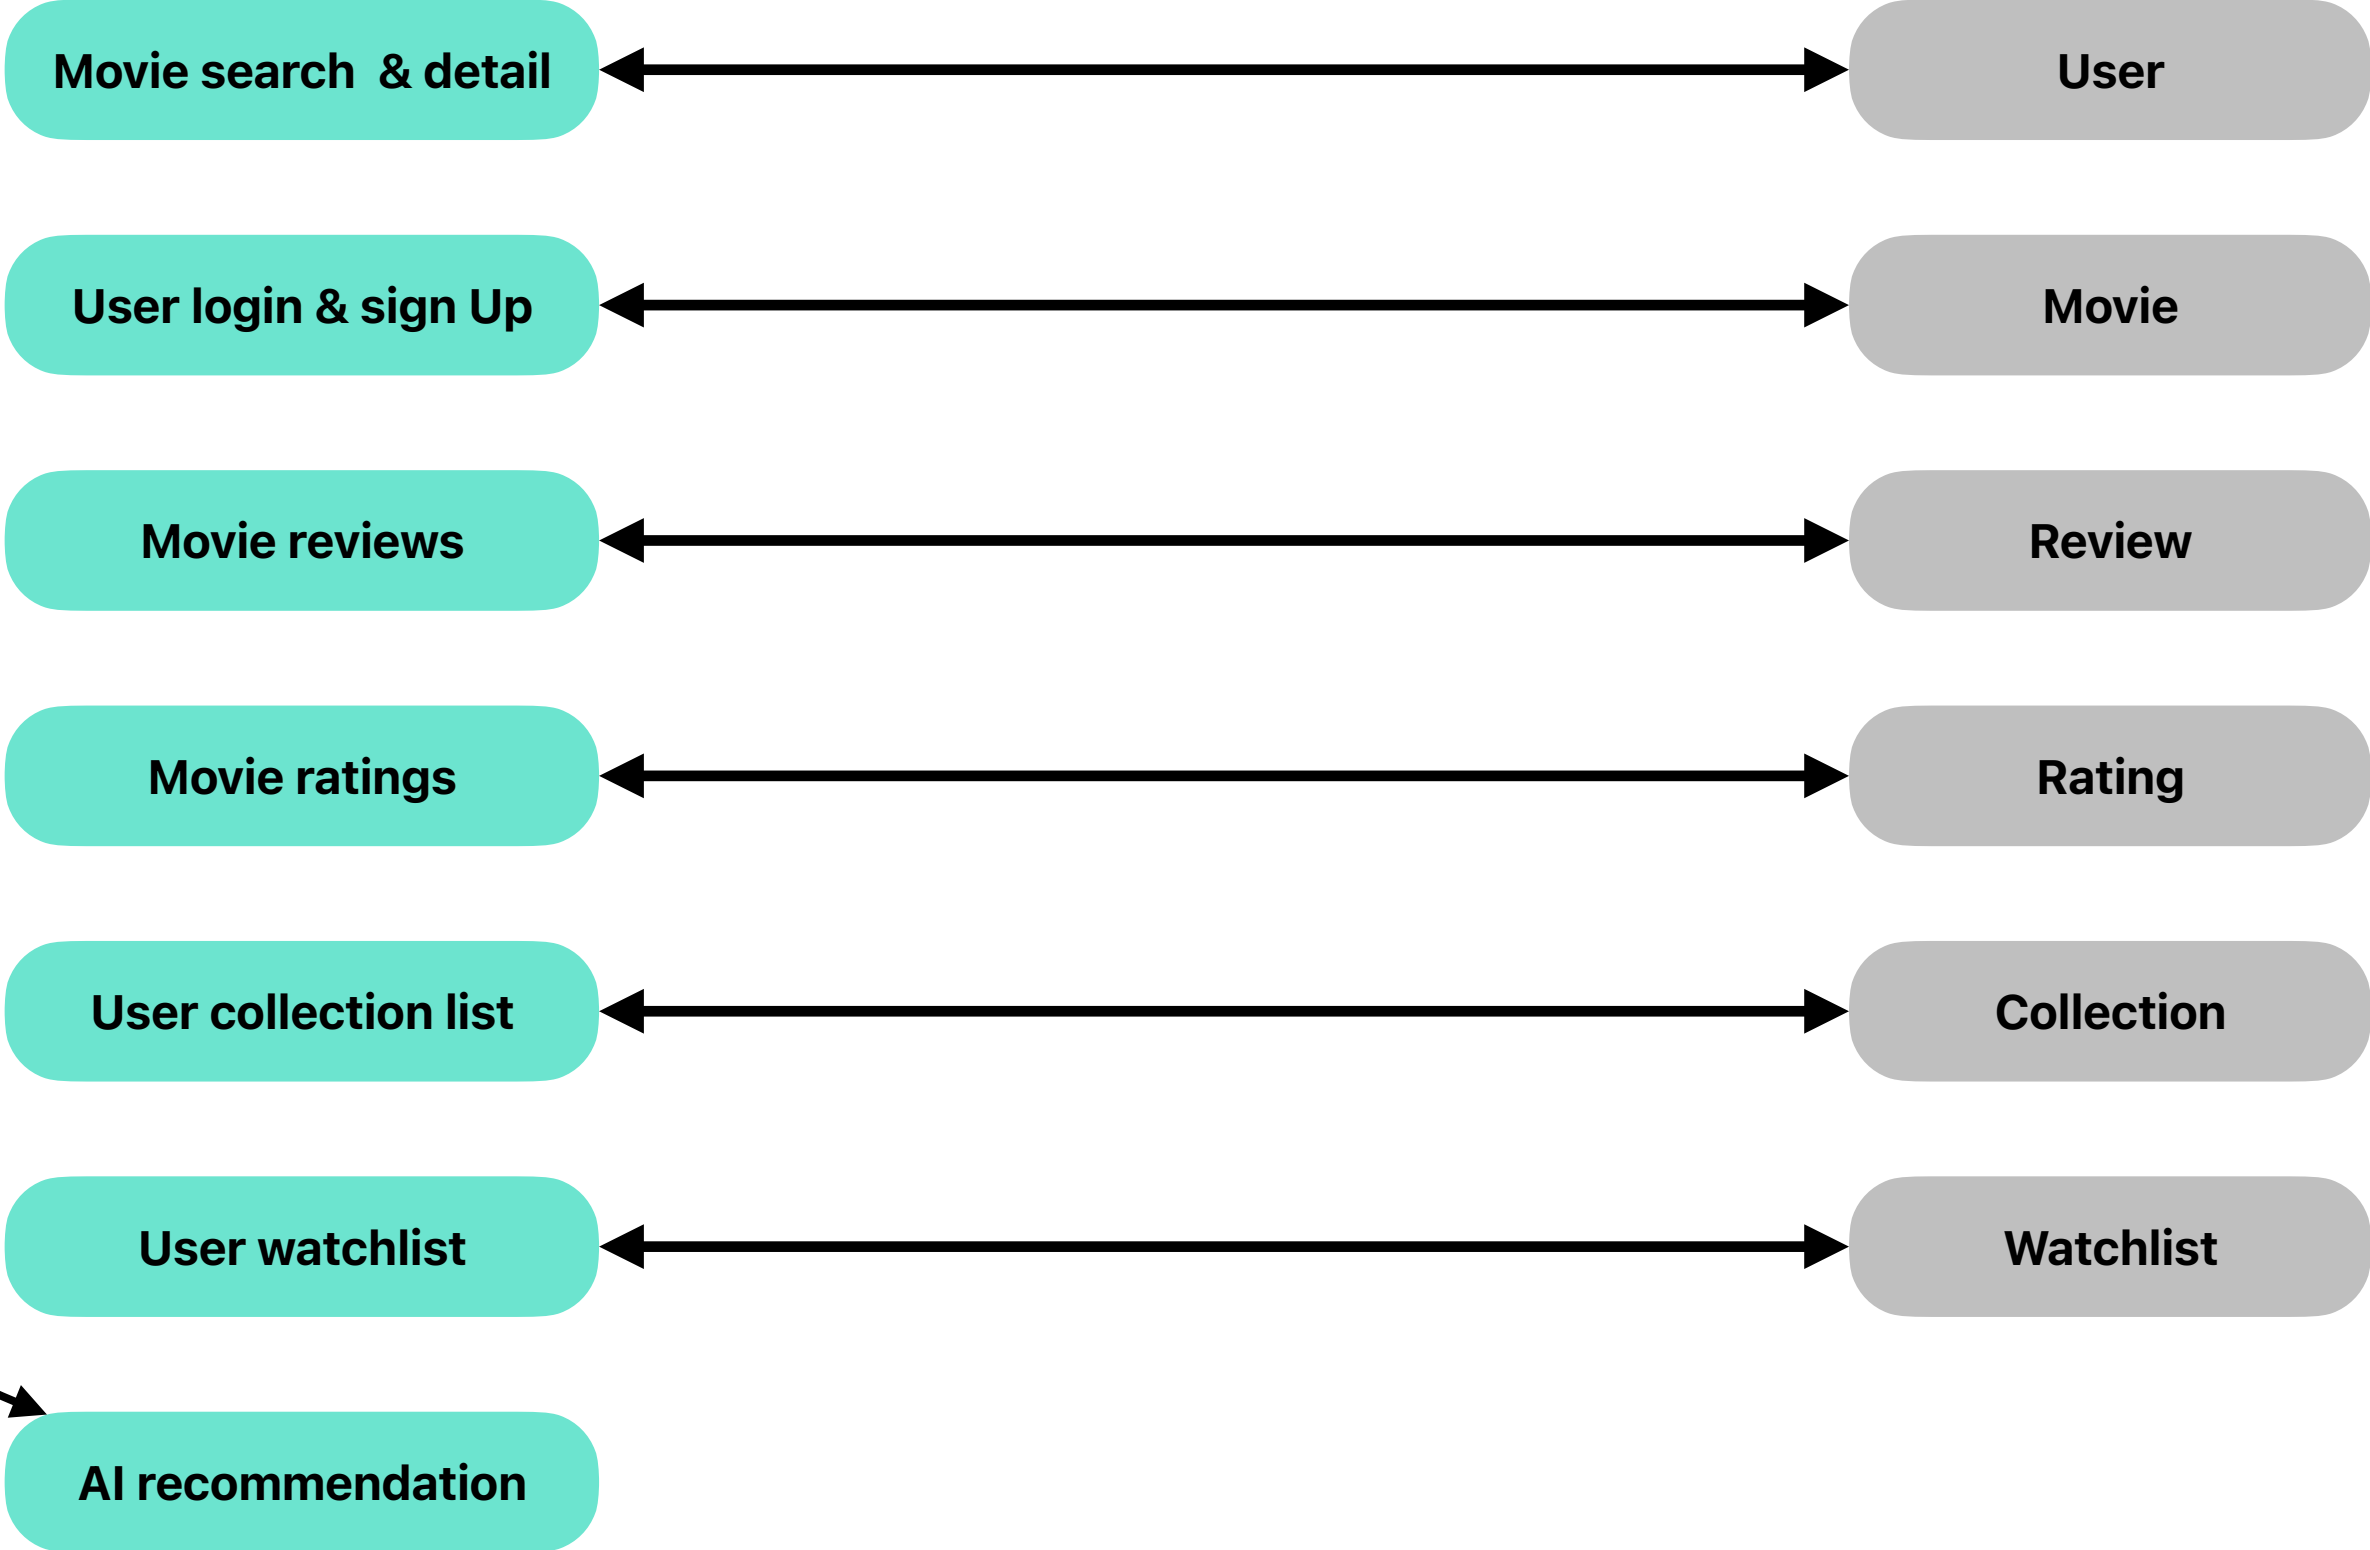 Movie search  & detail
User
User login & sign Up
Movie
Movie reviews
Review
Movie ratings
Rating
User collection list
Collection
User watchlist
Watchlist
AI recommendation